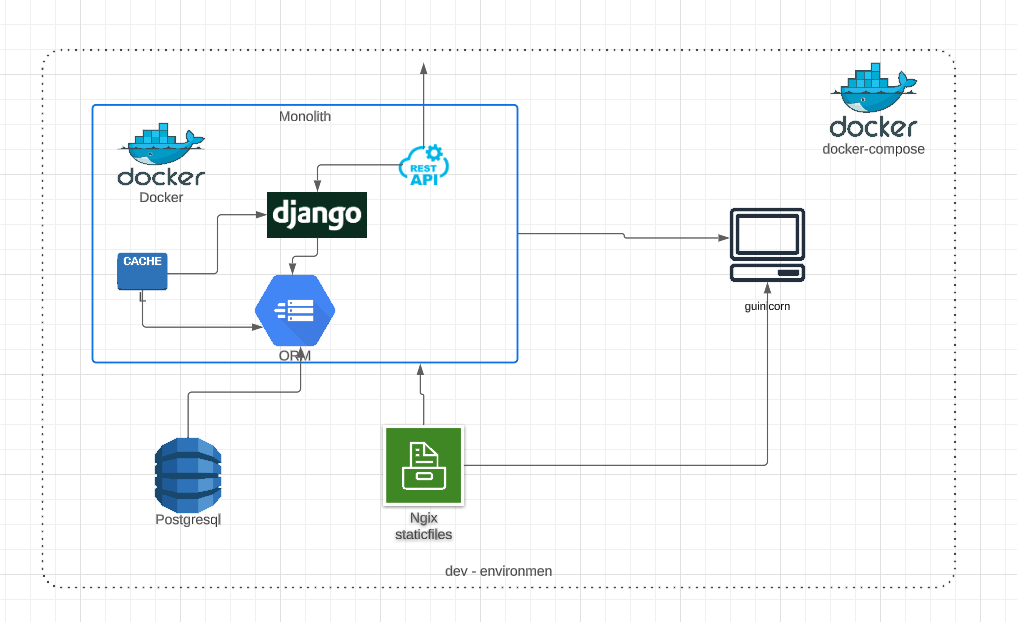 Monolith
docker
Docker
REST
API
django
CACHE
ORM
docker
docker-compose
guinicorn
Postgresql
Ngix
staticfiles
dev - environmen